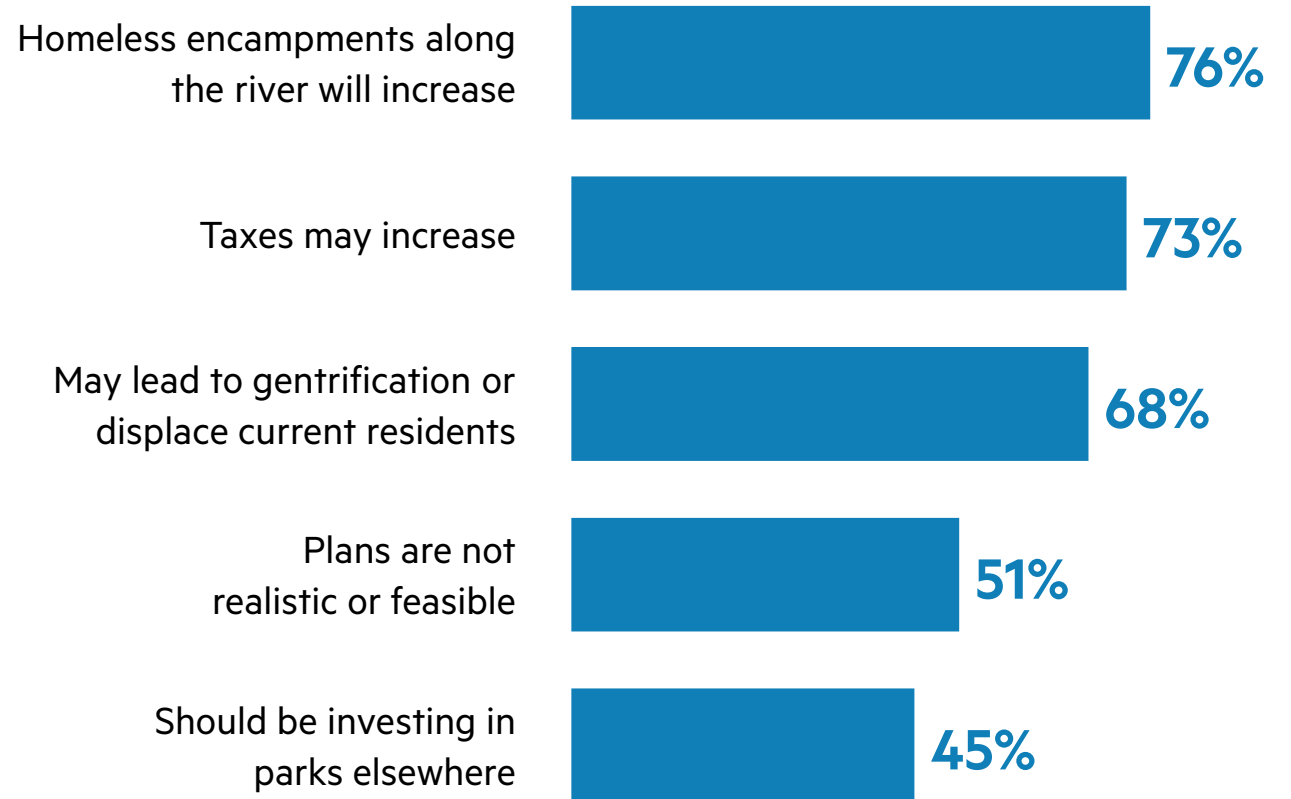 Homeless encampments along
the river will increase
76%
Taxes may increase
73%
May lead to gentrification or
displace current residents
68%
Plans are not
realistic or feasible
51%
Should be investing in
parks elsewhere
45%